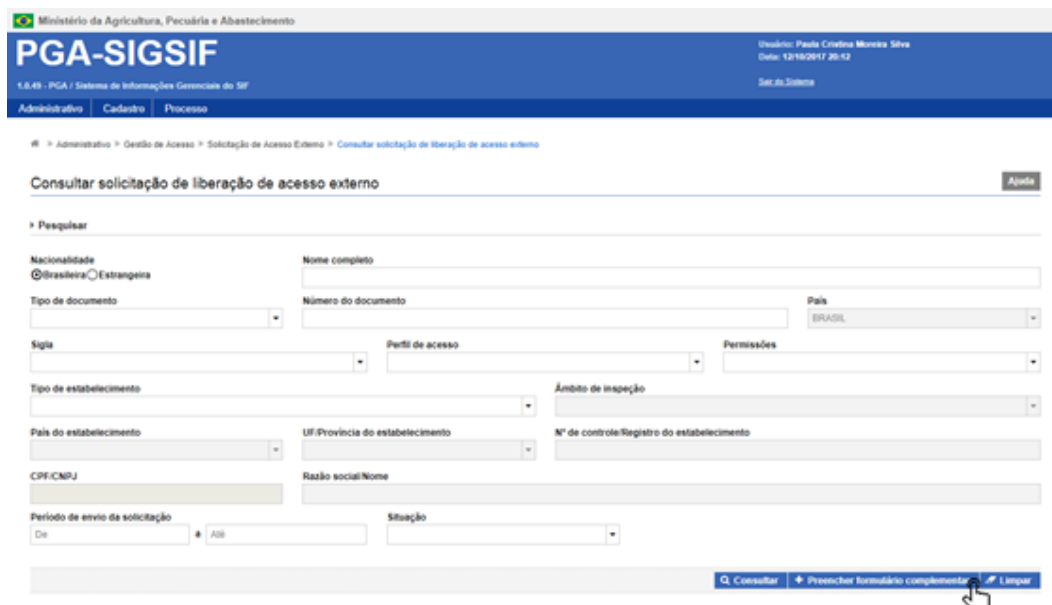 Ministério da Agricultura, Pecuária e Abastecimento
PGA-SIGSIF
Usuário: Paula Cristina Moreira Silva
Data: 12/10/2017 20:12
1.0.49 - PGA / Sistema de Informações Gerenciais do SIF
Sair do Sistema
Administrativo Cadastro Processo
> Administrativo > Gestão de Acesso > Solicitação de Acesso Externo > Consultar solicitação de liberação de acesso externo
Consultar solicitação de liberação de acesso externo Ajuda
Pesquisar
Nacionalidade Nome completo
Brasileira Estrangeira
Tipo de documento Número do documento País
BRASIL
Sigla Perfil de acesso Permissões
Tipo de estabelecimento Âmbito de inspeção
País do estabelecimento UF/Província do estabelecimento Nº de controle/Registro do estabelecimento
CPF/CNPJ Razão social/Nome
Período de envio da solicitação Situação
De a Até
Consultar + Preencher formulário complementar Limpar